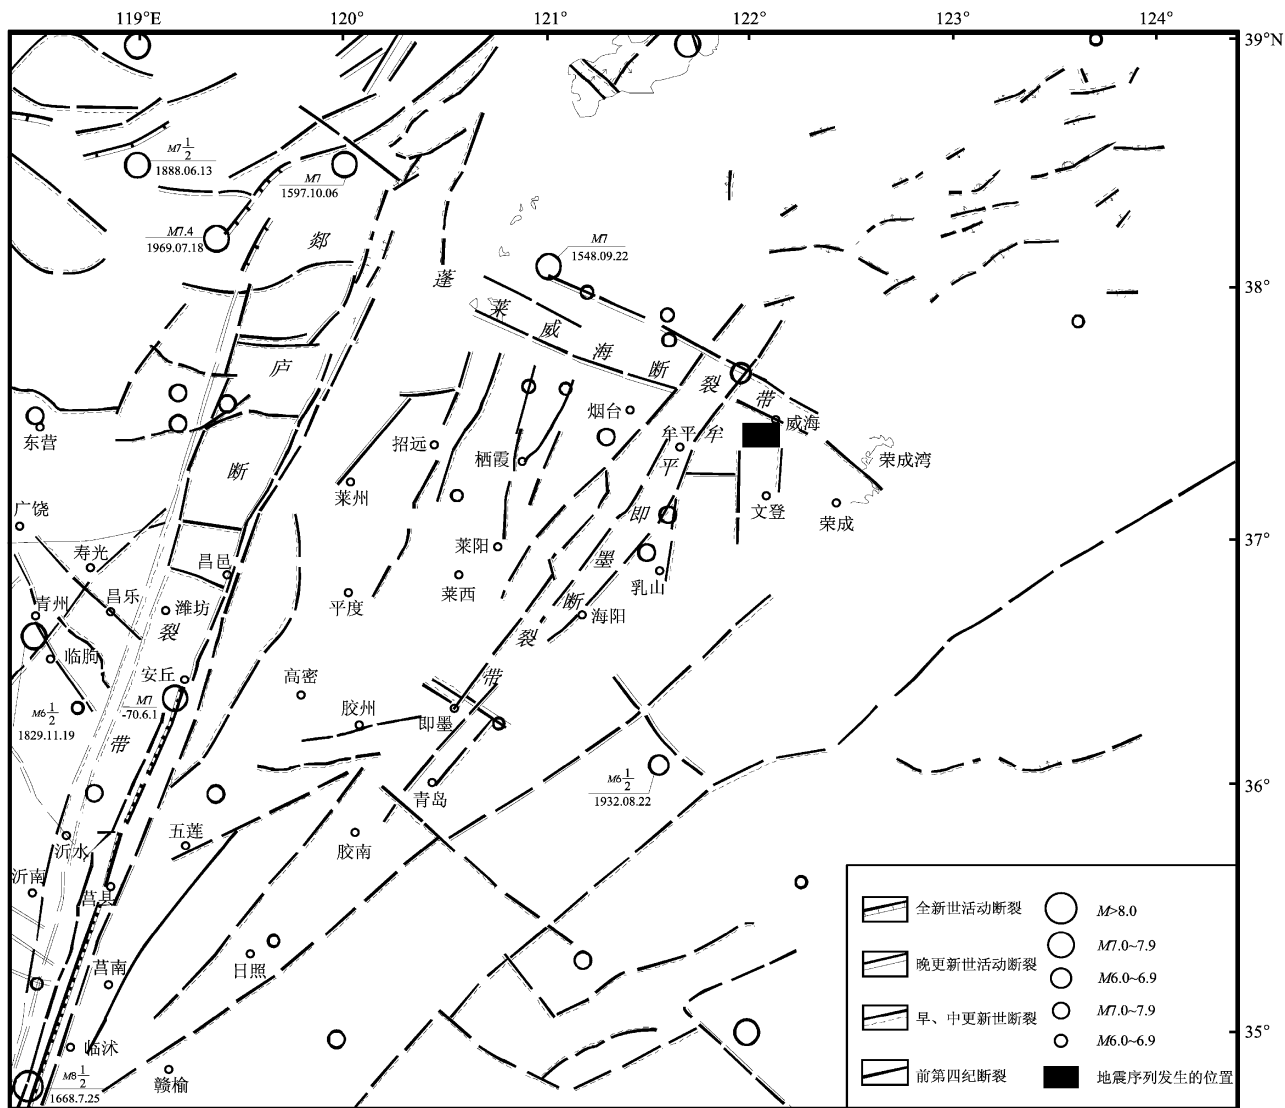 119°E 120° 121° 122° 123° 124°
39°N
M7 1/2
1888.06.13
M7
1597.10.06
M7.4
1969.07.18
郯
M7
1548.09.22
蓬
38°
莱
威
海
断
裂
带
庐
烟台
威海
东营
招远
牟平
牟
栖霞
平
荣成湾
断
莱州
即
文登
荣成
广饶
莱阳
37°
寿光
昌邑
墨
乳山
青州
昌乐
潍坊
平度
莱西
断
海阳
裂
裂
临朐
安丘
高密
带
M6 1/2
1829.11.19
M7
-70.6.1
胶州
即墨
带
M6 1/2
1932.08.22
36°
青岛
五莲
沂水
胶南
沂南
莒县
莒南
日照
临沭
35°
赣榆
M8 1/2
1668.7.25
全新世活动断裂
M>8.0
M7.0~7.9
晚更新世活动断裂
M6.0~6.9
早、中更新世断裂
M7.0~7.9
M6.0~6.9
前第四纪断裂
地震序列发生的位置